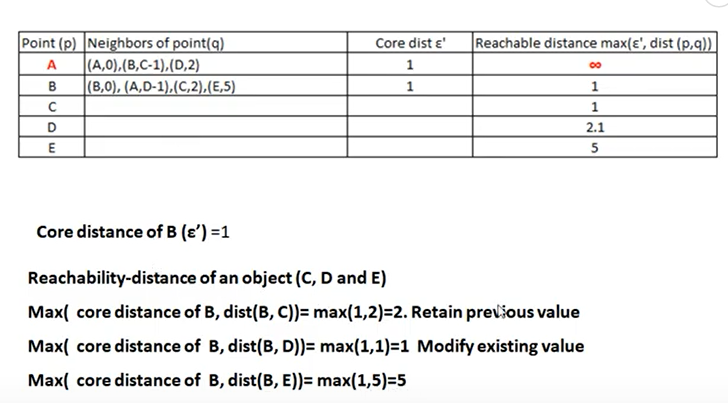 Point (p) Neighbors of point(q) Core dist ε' Reachable distance max(ε', dist (p,q))
A (A,0),(B,C-1),(D,2) 1 ∞
B (B,0), (A,D-1),(C,2),(E,5) 1 1
C 1
D 2.1
E 5
Core distance of B (ε') =1
Reachability-distance of an object (C, D and E)
Max( core distance of B, dist(B, C))= max(1,2)=2. Retain previous value
Max( core distance of B, dist(B, D))= max(1,1)=1 Modify existing value
Max( core distance of B, dist(B, E))= max(1,5)=5